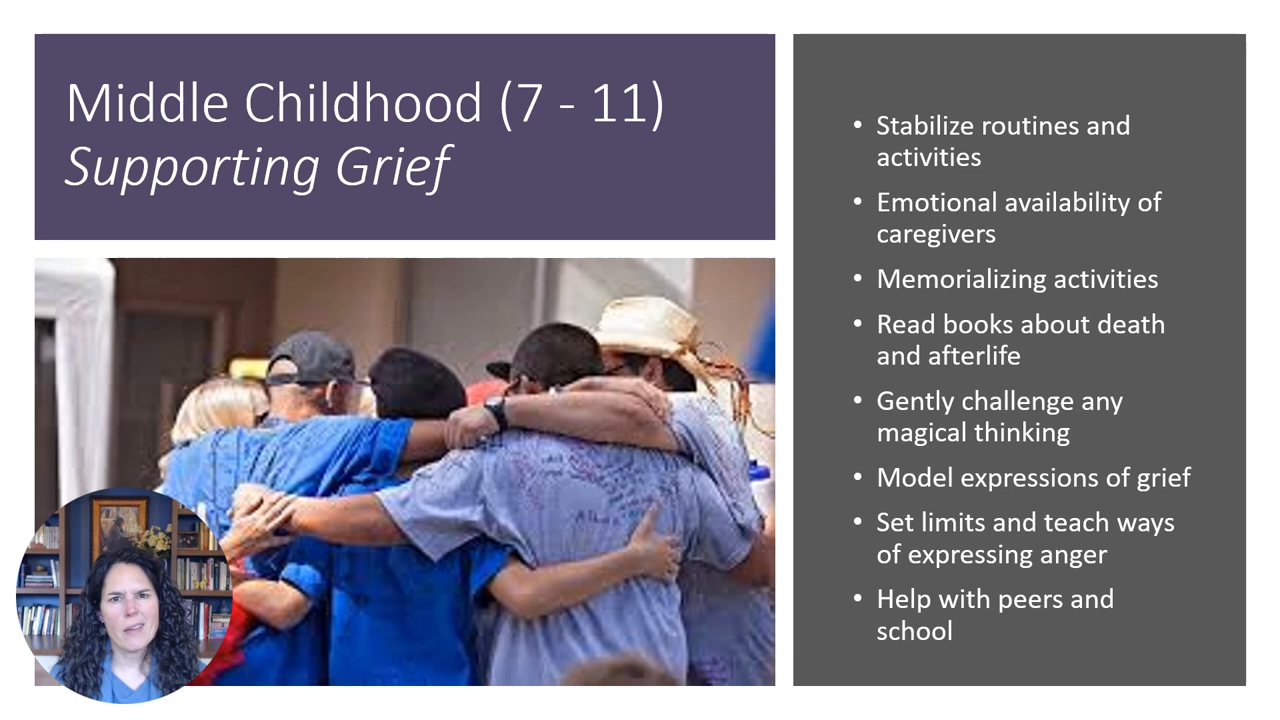 Middle Childhood (7 - 11)
Supporting Grief
• Stabilize routines and
activities
• Emotional availability of
caregivers
• Memorializing activities
• Read books about death
and afterlife
• Gently challenge any
magical thinking
• Model expressions of grief
• Set limits and teach ways
of expressing anger
• Help with peers and
school